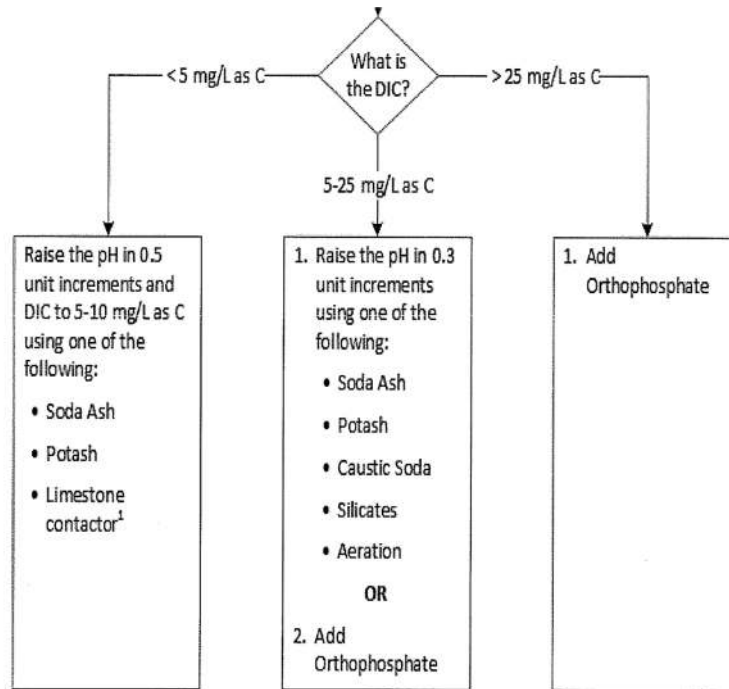 What is
the DIC?
<5 mg/L as C
>25 mg/L as C
5-25 mg/L as C
Raise the pH in 0.5
unit increments and
DIC to 5-10 mg/L as C
using one of the
following:
• Soda Ash
• Potash
• Limestone
contactor¹
1. Raise the pH in 0.3
unit increments
using one of the
following:
• Soda Ash
• Potash
• Caustic Soda
• Silicates
• Aeration
OR
2. Add
Orthophosphate
1. Add
Orthophosphate